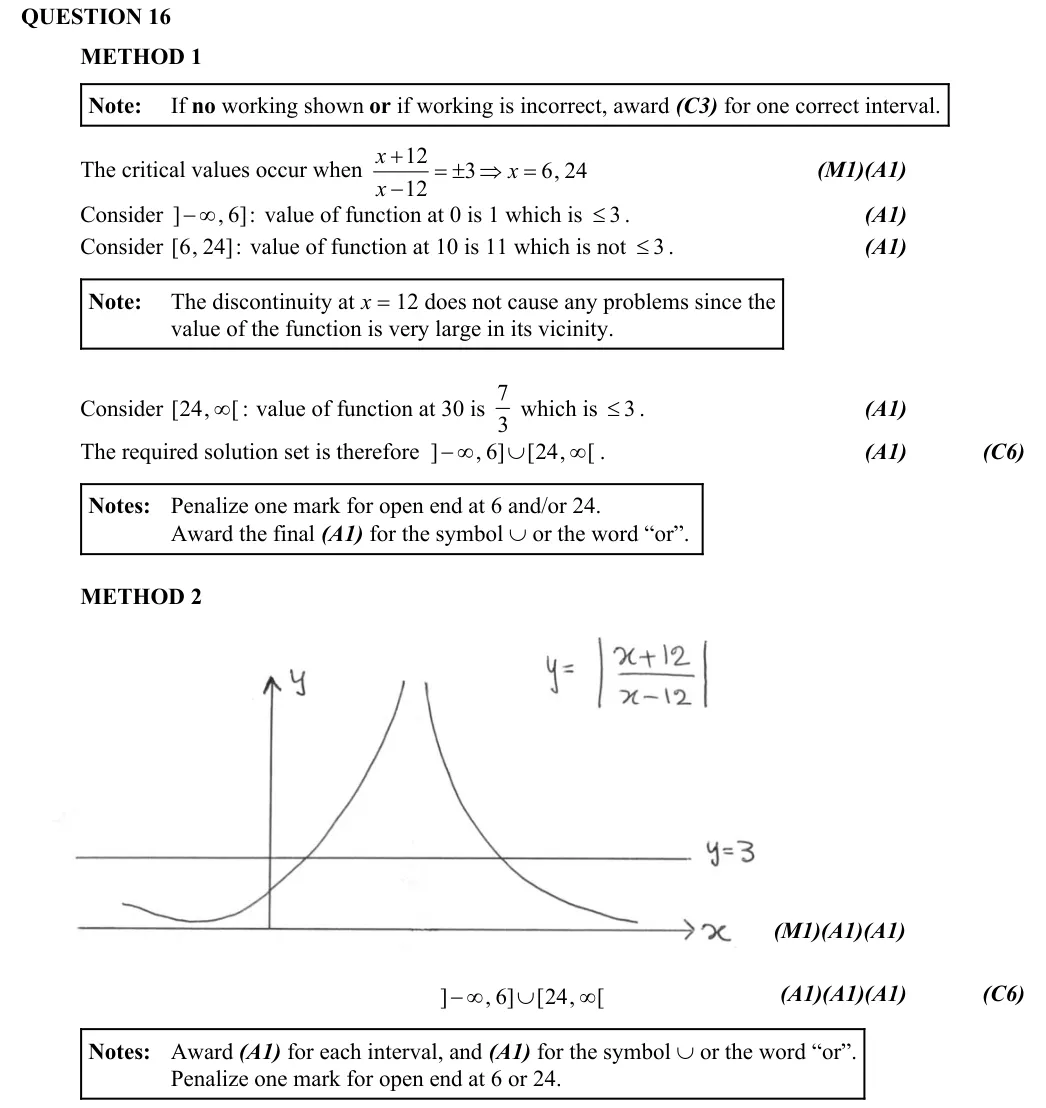 QUESTION 16
METHOD 1
Note: If no working shown or if working is incorrect, award (C3) for one correct interval.
The critical values occur when \frac{x+12}{x-12} = ±3 ⇒ x = 6, 24 (M1)(A1)
Consider ]−∞, 6]: value of function at 0 is 1 which is ≤ 3. (A1)
Consider [6, 24]: value of function at 10 is 11 which is not ≤ 3. (A1)
Note: The discontinuity at x = 12 does not cause any problems since the
value of the function is very large in its vicinity.
Consider [24, ∞[: value of function at 30 is \frac{7}{3} which is ≤ 3. (A1)
The required solution set is therefore ]−∞, 6]∪[24, ∞[. (A1) (C6)
Notes: Penalize one mark for open end at 6 and/or 24.
Award the final (A1) for the symbol ∪ or the word “or”.
METHOD 2
y = |\frac{x+12}{x-12}|
y
y=3
x (M1)(A1)(A1)
]−∞, 6]∪[24, ∞[ (A1)(A1)(A1) (C6)
Notes: Award (A1) for each interval, and (A1) for the symbol ∪ or the word “or”.
Penalize one mark for open end at 6 or 24.